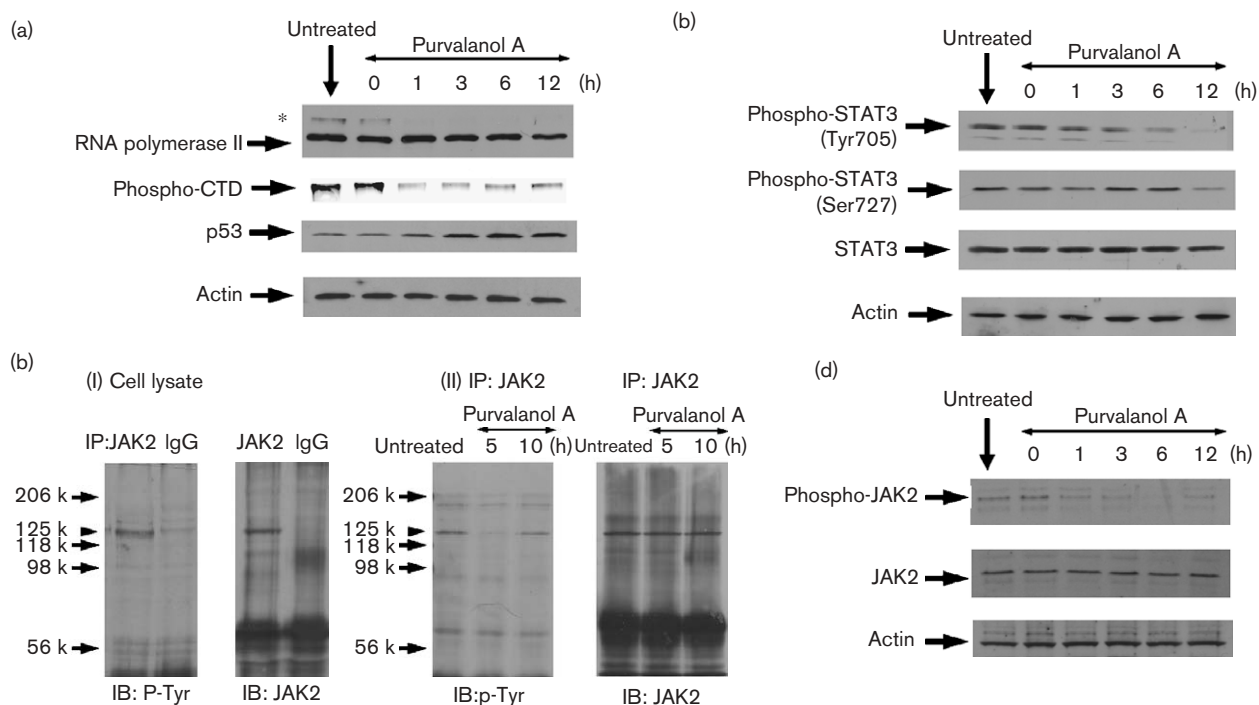 (a)
Untreated
Purvalanol A
0 1 3 6 12 (h)
*
RNA polymerase II
Phospho-CTD
p53
Actin
(b)
Untreated
Purvalanol A
0 1 3 6 12 (h)
Phospho-STAT3
(Tyr705)
Phospho-STAT3
(Ser727)
STAT3
Actin
(b)
(I) Cell lysate
IP:JAK2 IgG
JAK2 IgG
206 k
125 k
118 k
98 k
56 k
IB: P-Tyr
IB: JAK2
(II) IP: JAK2
IP: JAK2
Purvalanol A
Untreated 5 10 (h)
Purvalanol A
Untreated 5 10 (h)
206 k
125 k
118 k
98 k
56 k
IB:p-Tyr
IB: JAK2
(d)
Untreated
Purvalanol A
0 1 3 6 12 (h)
Phospho-JAK2
JAK2
Actin